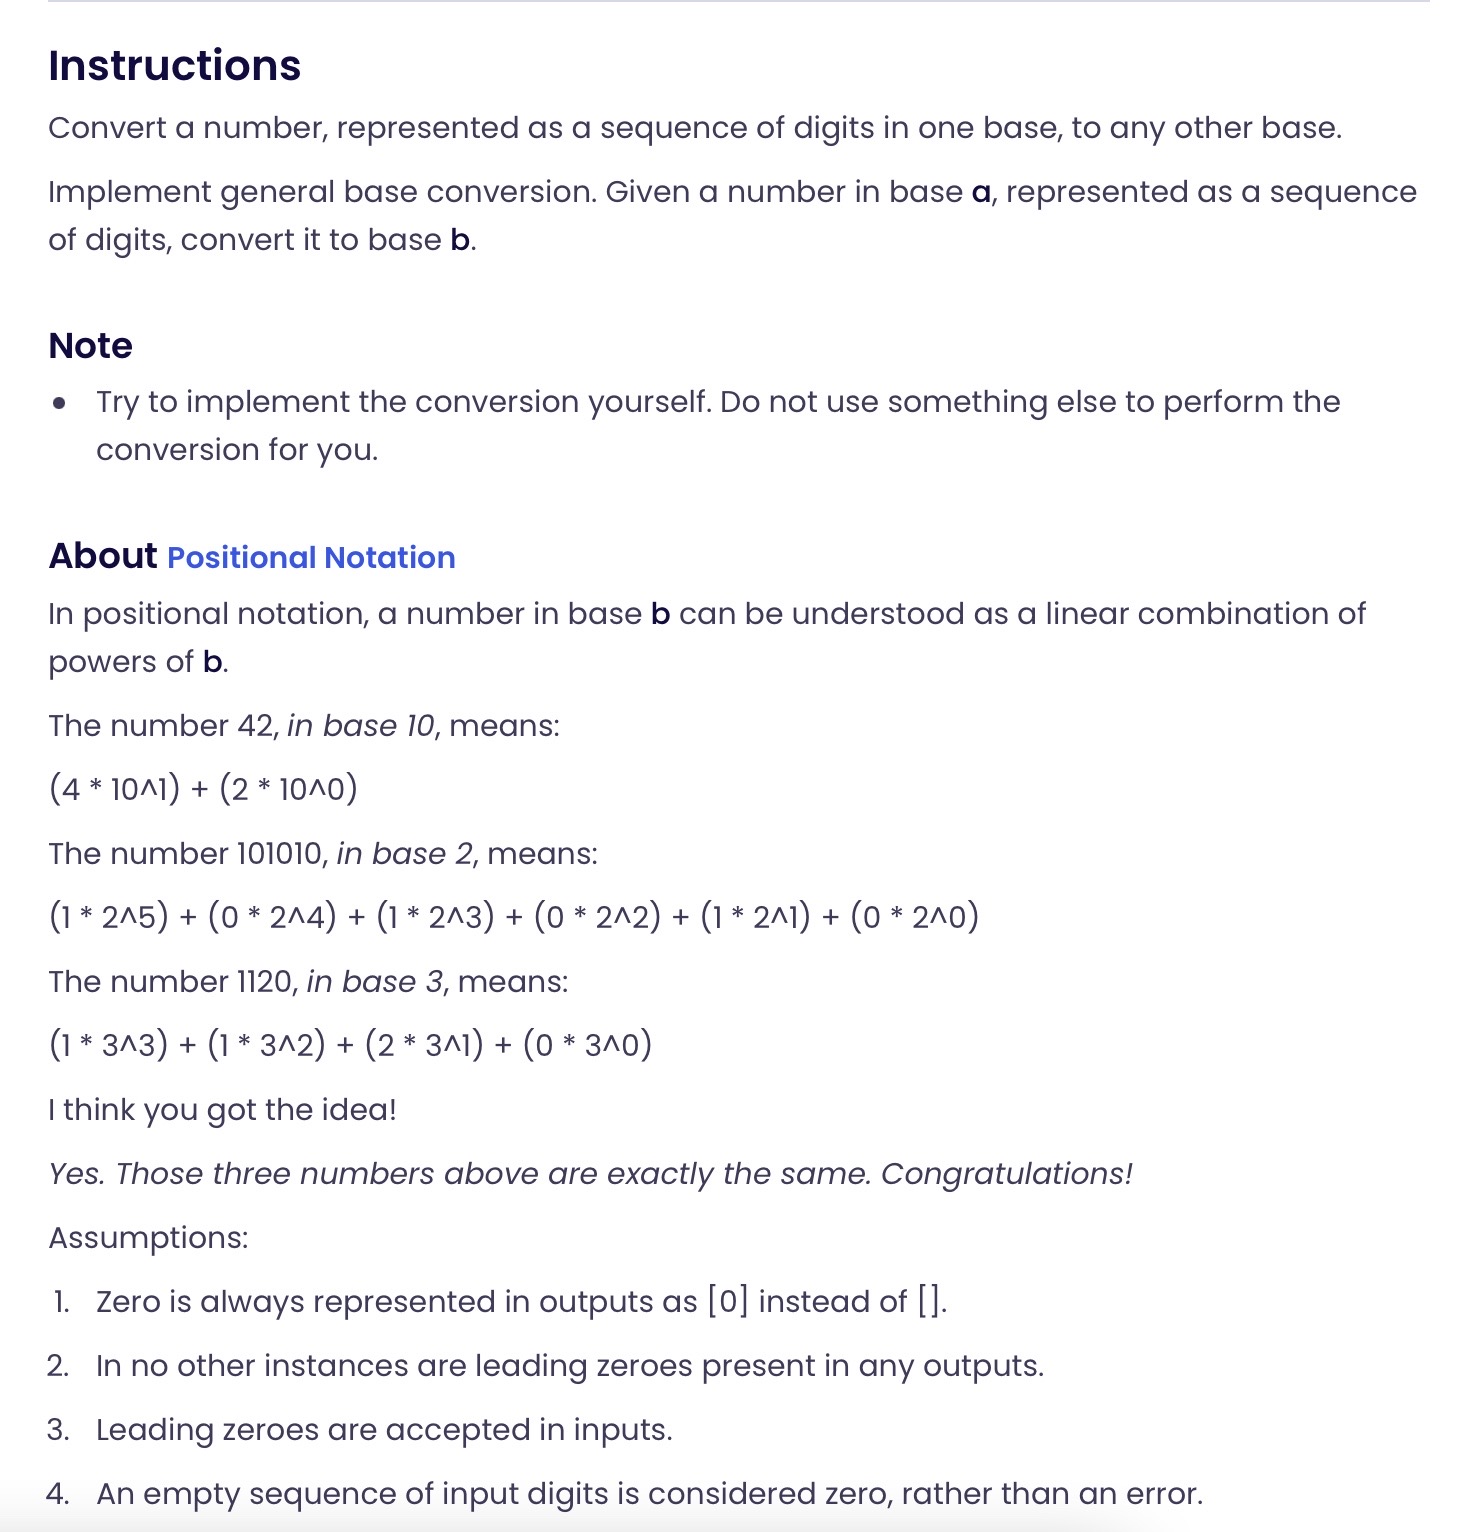 Instructions
Convert a number, represented as a sequence of digits in one base, to any other base.
Implement general base conversion. Given a number in base a, represented as a sequence
of digits, convert it to base b.
Note
• Try to implement the conversion yourself. Do not use something else to perform the
conversion for you.
About Positional Notation
In positional notation, a number in base b can be understood as a linear combination of
powers of b.
The number 42, in base 10, means:
(4 * 10^1) + (2 * 10^0)
The number 101010, in base 2, means:
(1 * 2^5) + (0 * 2^4) + (1 * 2^3) + (0 * 2^2) + (1 * 2^1) + (0 * 2^0)
The number 1120, in base 3, means:
(1 * 3^3) + (1 * 3^2) + (2 * 3^1) + (0 * 3^0)
I think you got the idea!
Yes. Those three numbers above are exactly the same. Congratulations!
Assumptions:
1. Zero is always represented in outputs as [0] instead of [].
2. In no other instances are leading zeroes present in any outputs.
3. Leading zeroes are accepted in inputs.
4. An empty sequence of input digits is considered zero, rather than an error.